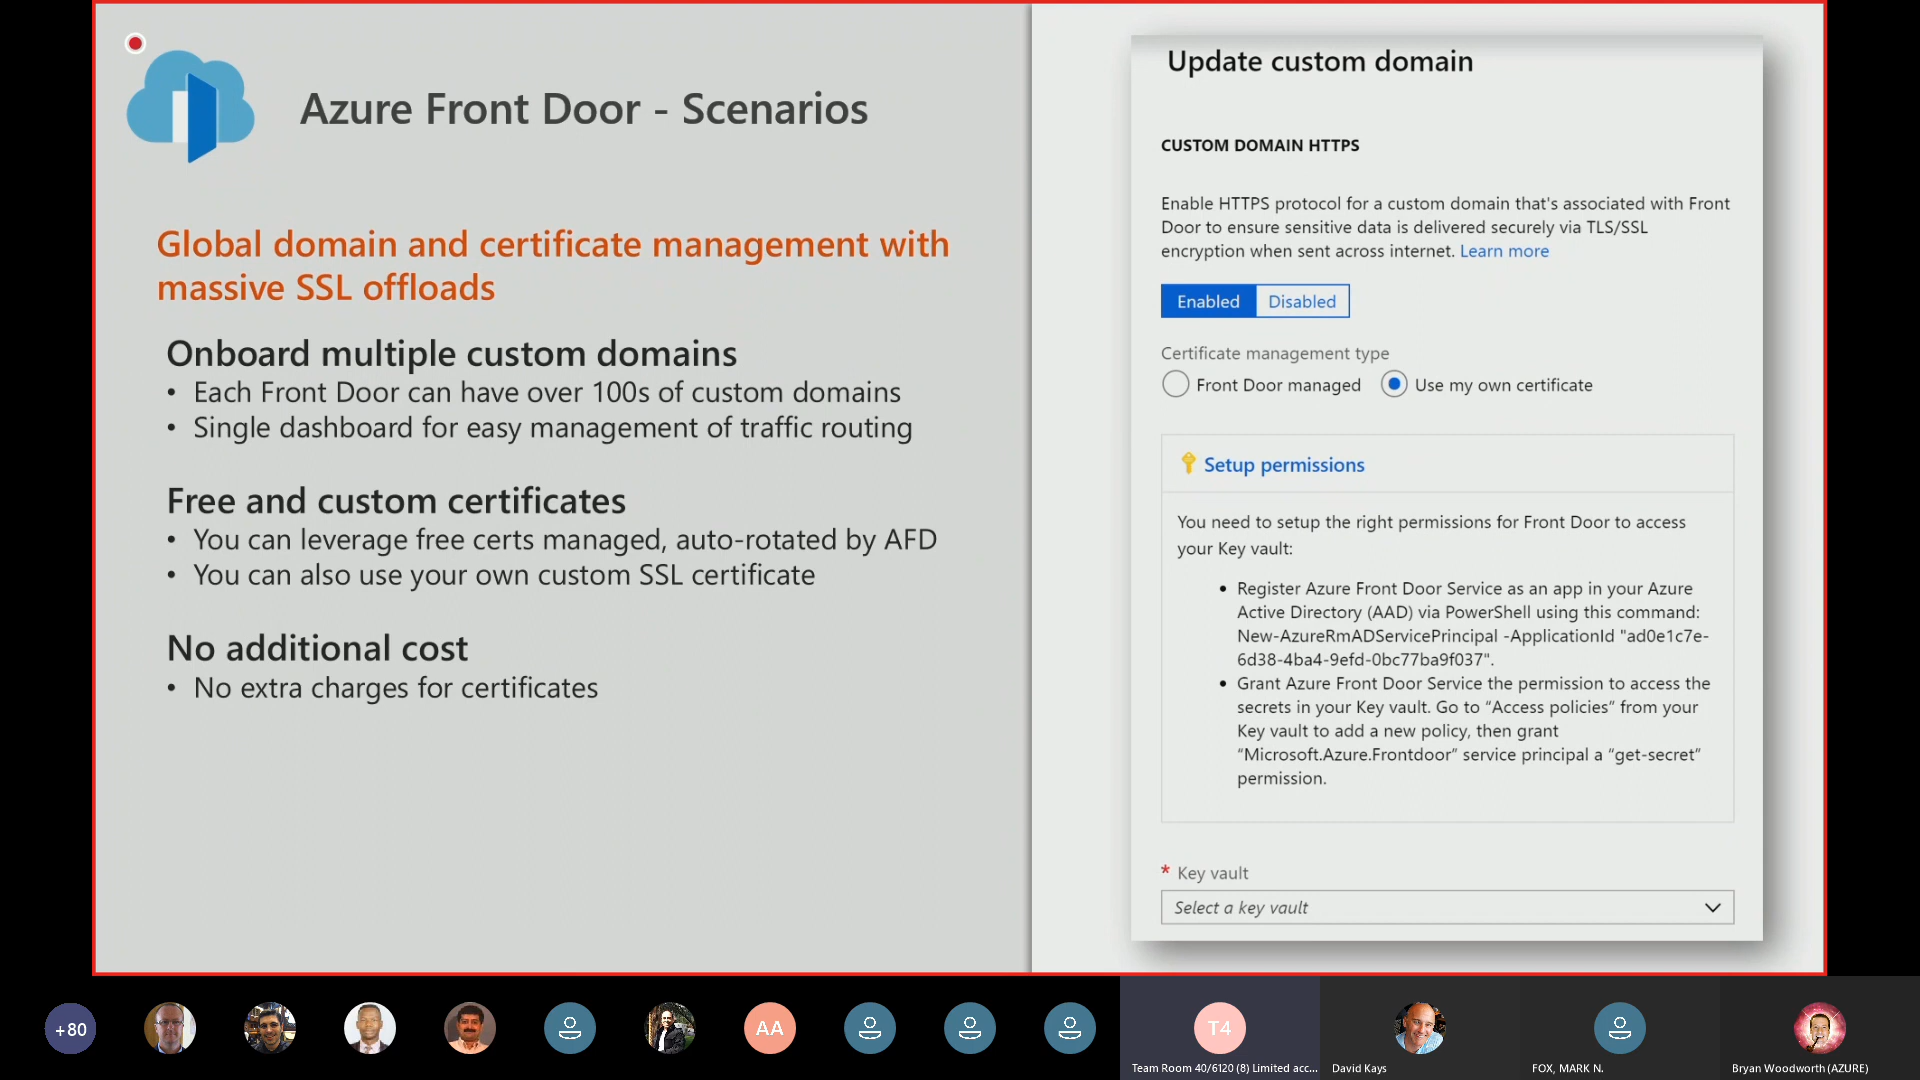 Azure Front Door - Scenarios
Global domain and certificate management with
massive SSL offloads
Onboard multiple custom domains
• Each Front Door can have over 100s of custom domains
• Single dashboard for easy management of traffic routing
Free and custom certificates
• You can leverage free certs managed, auto-rotated by AFD
• You can also use your own custom SSL certificate
No additional cost
• No extra charges for certificates
Update custom domain
CUSTOM DOMAIN HTTPS
Enable HTTPS protocol for a custom domain that's associated with Front
Door to ensure sensitive data is delivered securely via TLS/SSL
encryption when sent across internet. Learn more
Enabled Disabled
Certificate management type
Front Door managed Use my own certificate
Setup permissions
You need to setup the right permissions for Front Door to access
your Key vault:
• Register Azure Front Door Service as an app in your Azure
Active Directory (AAD) via PowerShell using this command:
New-AzureRmADServicePrincipal -ApplicationId "ad0e1c7e-
6d38-4ba4-9efd-0bc77ba9f037".
• Grant Azure Front Door Service the permission to access the
secrets in your Key vault. Go to “Access policies” from your
Key vault to add a new policy, then grant
“Microsoft.Azure.Frontdoor” service principal a “get-secret”
permission.
* Key vault
Select a key vault
+80
AA
T4
Team Room 40/6120 (8) Limited acc...
David Kays
FOX, MARK N.
Bryan Woodworth (AZURE)